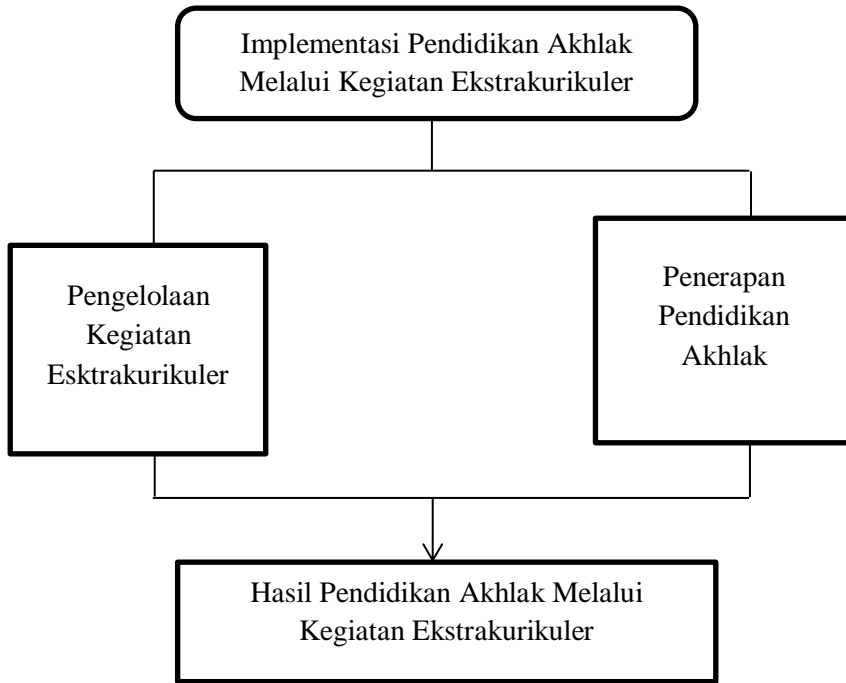 Implementasi Pendidikan Akhlak
Melalui Kegiatan Ekstrakurikuler
Pengelolaan
Kegiatan
Esktrakurikuler
Penerapan
Pendidikan
Akhlak
Hasil Pendidikan Akhlak Melalui
Kegiatan Ekstrakurikuler